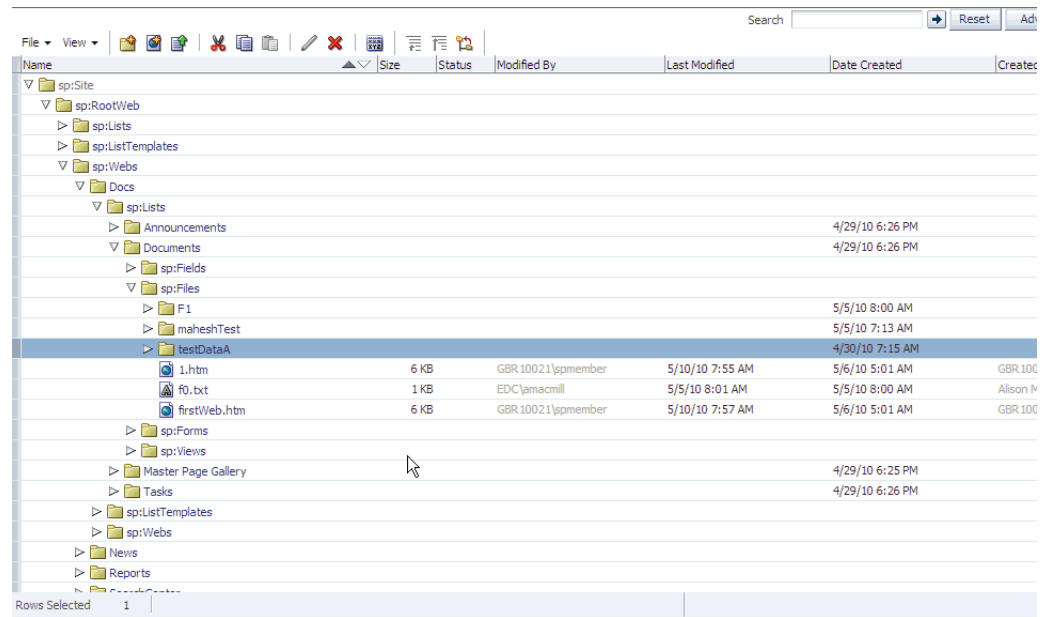 Search Reset Adv
File View
Name Size Status Modified By Last Modified Date Created Created
sp:Site
sp:RootWeb
sp:Lists
sp:ListTemplates
sp:Webs
Docs
sp:Lists
Announcements 4/29/10 6:26 PM
Documents 4/29/10 6:26 PM
sp:Fields
sp:Files
F1 5/5/10 8:00 AM
maheshTest 5/5/10 7:13 AM
testDataA 4/30/10 7:15 AM
1.htm 6 KB GBR10021\spmember 5/10/10 7:55 AM 5/6/10 5:01 AM GBR100
f0.txt 1 KB EDC\amacmill 5/5/10 8:01 AM 5/5/10 8:00 AM Alison M
firstWeb.htm 6 KB GBR10021\spmember 5/10/10 7:57 AM 5/6/10 5:01 AM GBR100
sp:Forms
sp:Views
Master Page Gallery 4/29/10 6:25 PM
Tasks 4/29/10 6:26 PM
sp:ListTemplates
sp:Webs
News
Reports
SearchCenter
Rows Selected 1